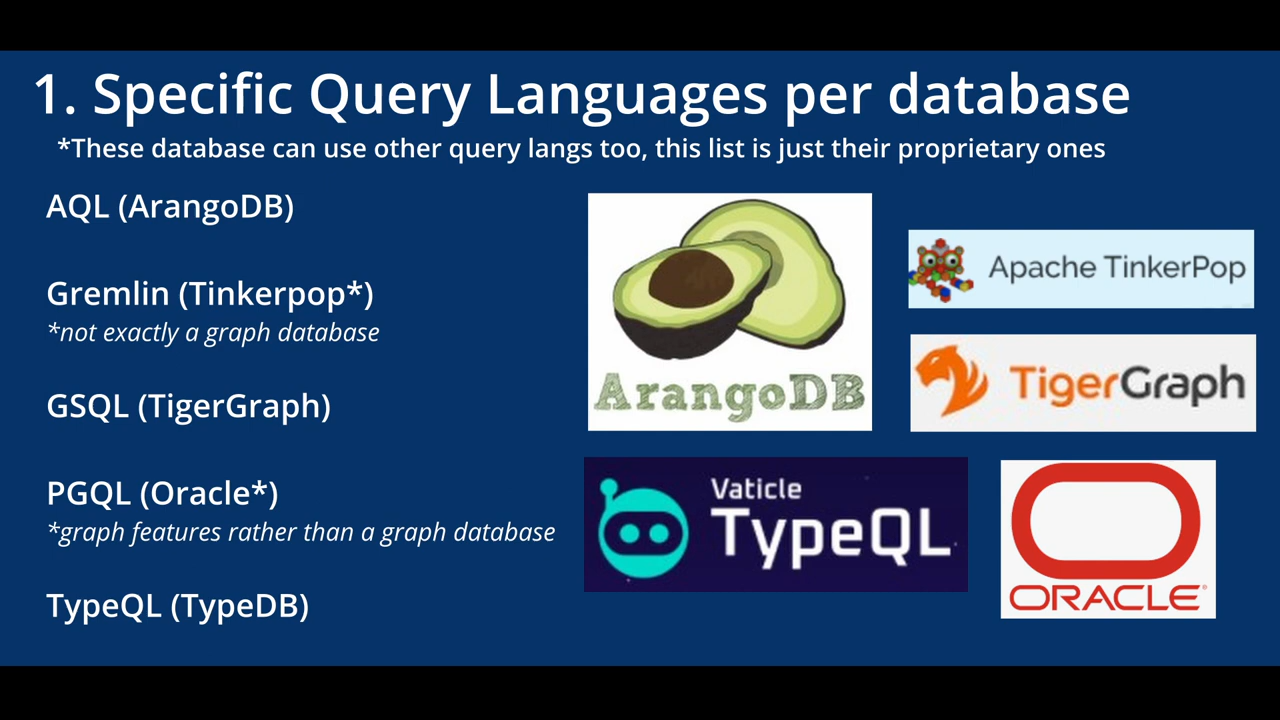 1. Specific Query Languages per database
*These database can use other query langs too, this list is just their proprietary ones
AQL (ArangoDB)
Gremlin (Tinkerpop*)
*not exactly a graph database
GSQL (TigerGraph)
PGQL (Oracle*)
*graph features rather than a graph database
TypeQL (TypeDB)
ArangoDB
Apache TinkerPop
TigerGraph
Vaticle
TypeQL
ORACLE®